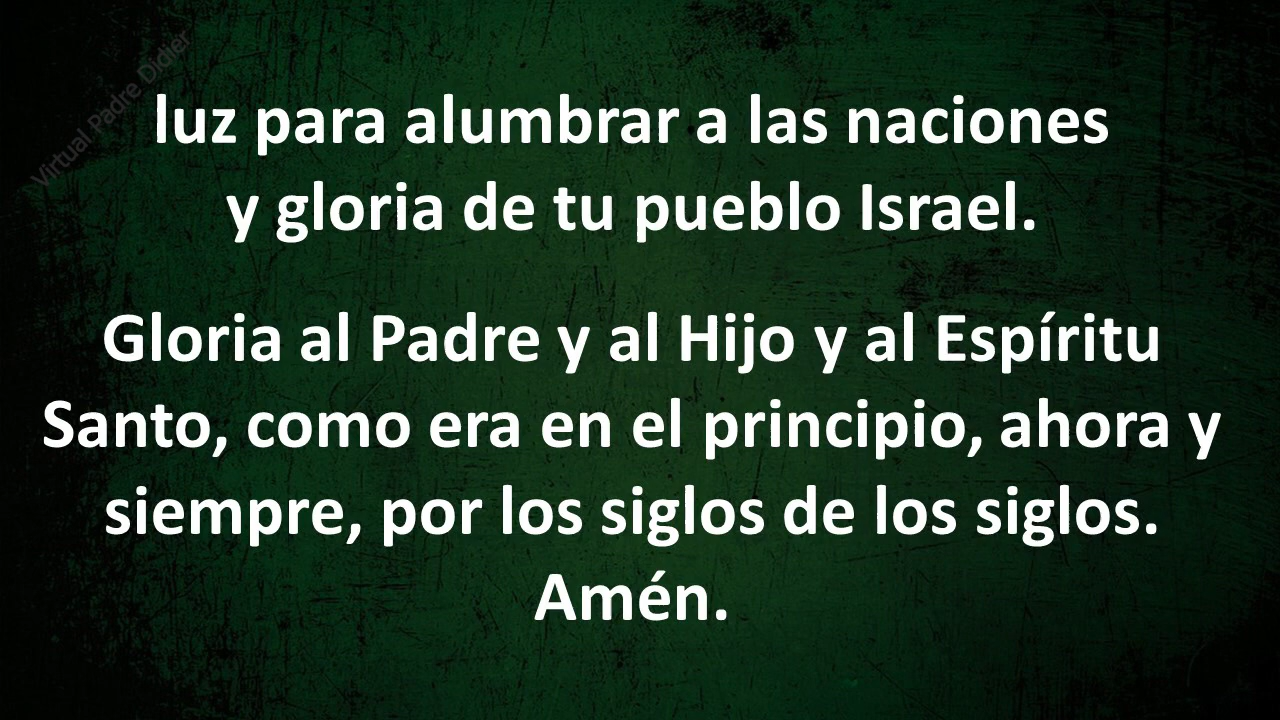 Virtual Padre Didier
luz para alumbrar a las naciones
y gloria de tu pueblo Israel.
Gloria al Padre y al Hijo y al Espíritu
Santo, como era en el principio, ahora y
siempre, por los siglos de los siglos.
Amén.